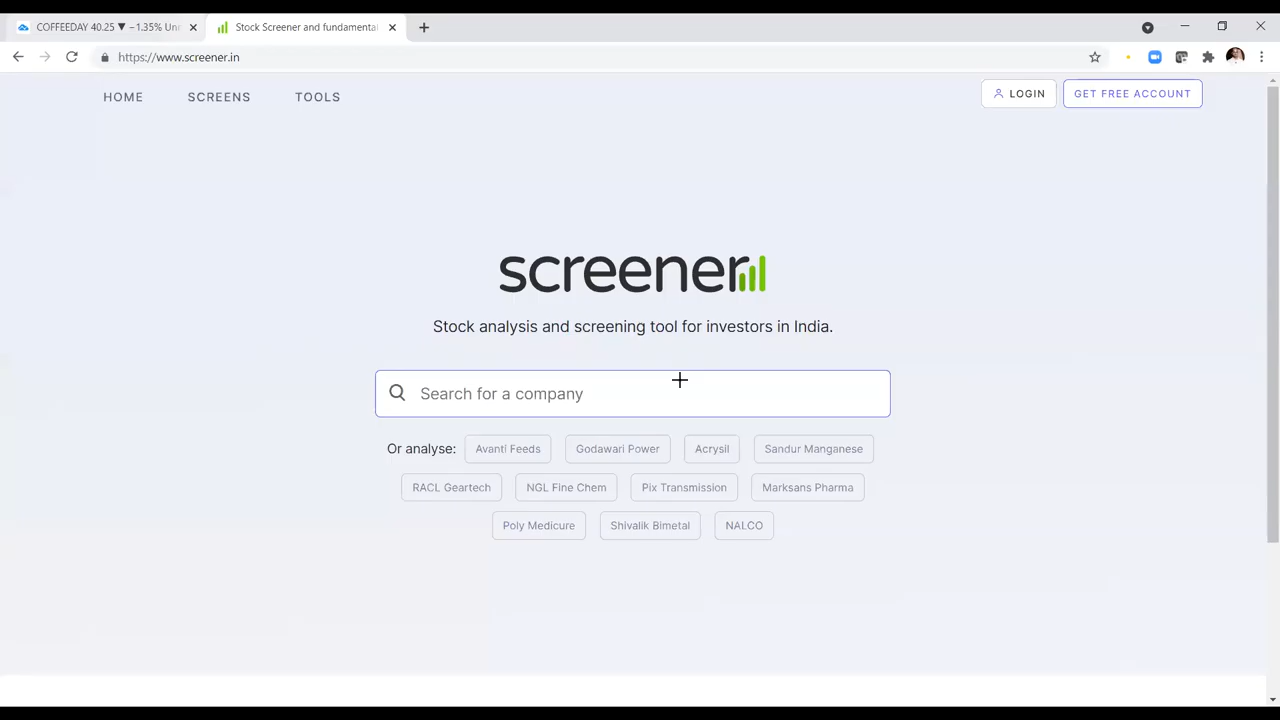 COFFEEDAY 40.25 ▼ −1.35% Unn
Stock Screener and fundamenta
https://www.screener.in
HOME SCREENS TOOLS LOGIN GET FREE ACCOUNT
screener
Stock analysis and screening tool for investors in India.
Search for a company
Or analyse: Avanti Feeds Godawari Power Acrysil Sandur Manganese
RACL Geartech NGL Fine Chem Pix Transmission Marksans Pharma
Poly Medicure Shivalik Bimetal NALCO